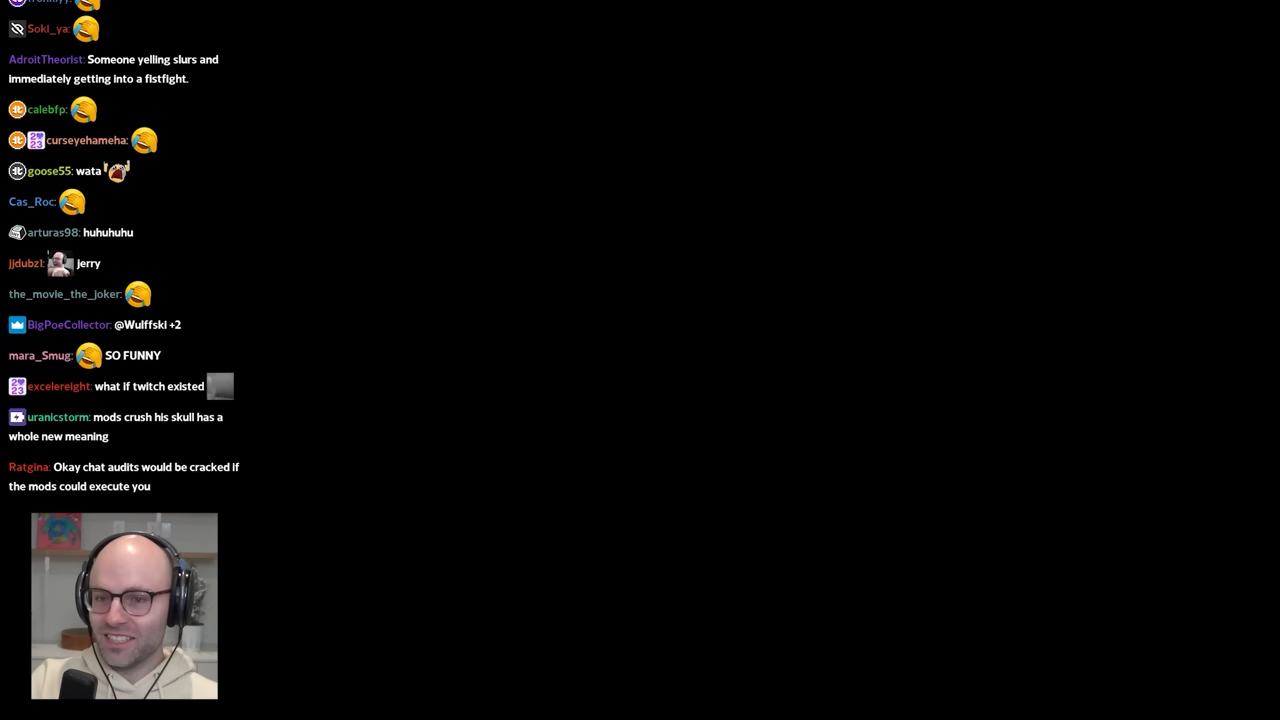 Soki_ya:
AdroitTheorist: Someone yelling slurs and
immediately getting into a fistfight.
calebfp:
curseyehameha:
goose55: wata
Cas_Roc:
arturas98: huhuhuhu
jjdubz1: jerry
the_movie_the_joker:
BigPoeCollector: @Wulffski +2
mara_Smug: SO FUNNY
excelereight: what if twitch existed
uranicstorm: mods crush his skull has a
whole new meaning
Ratgina: Okay chat audits would be cracked if
the mods could execute you